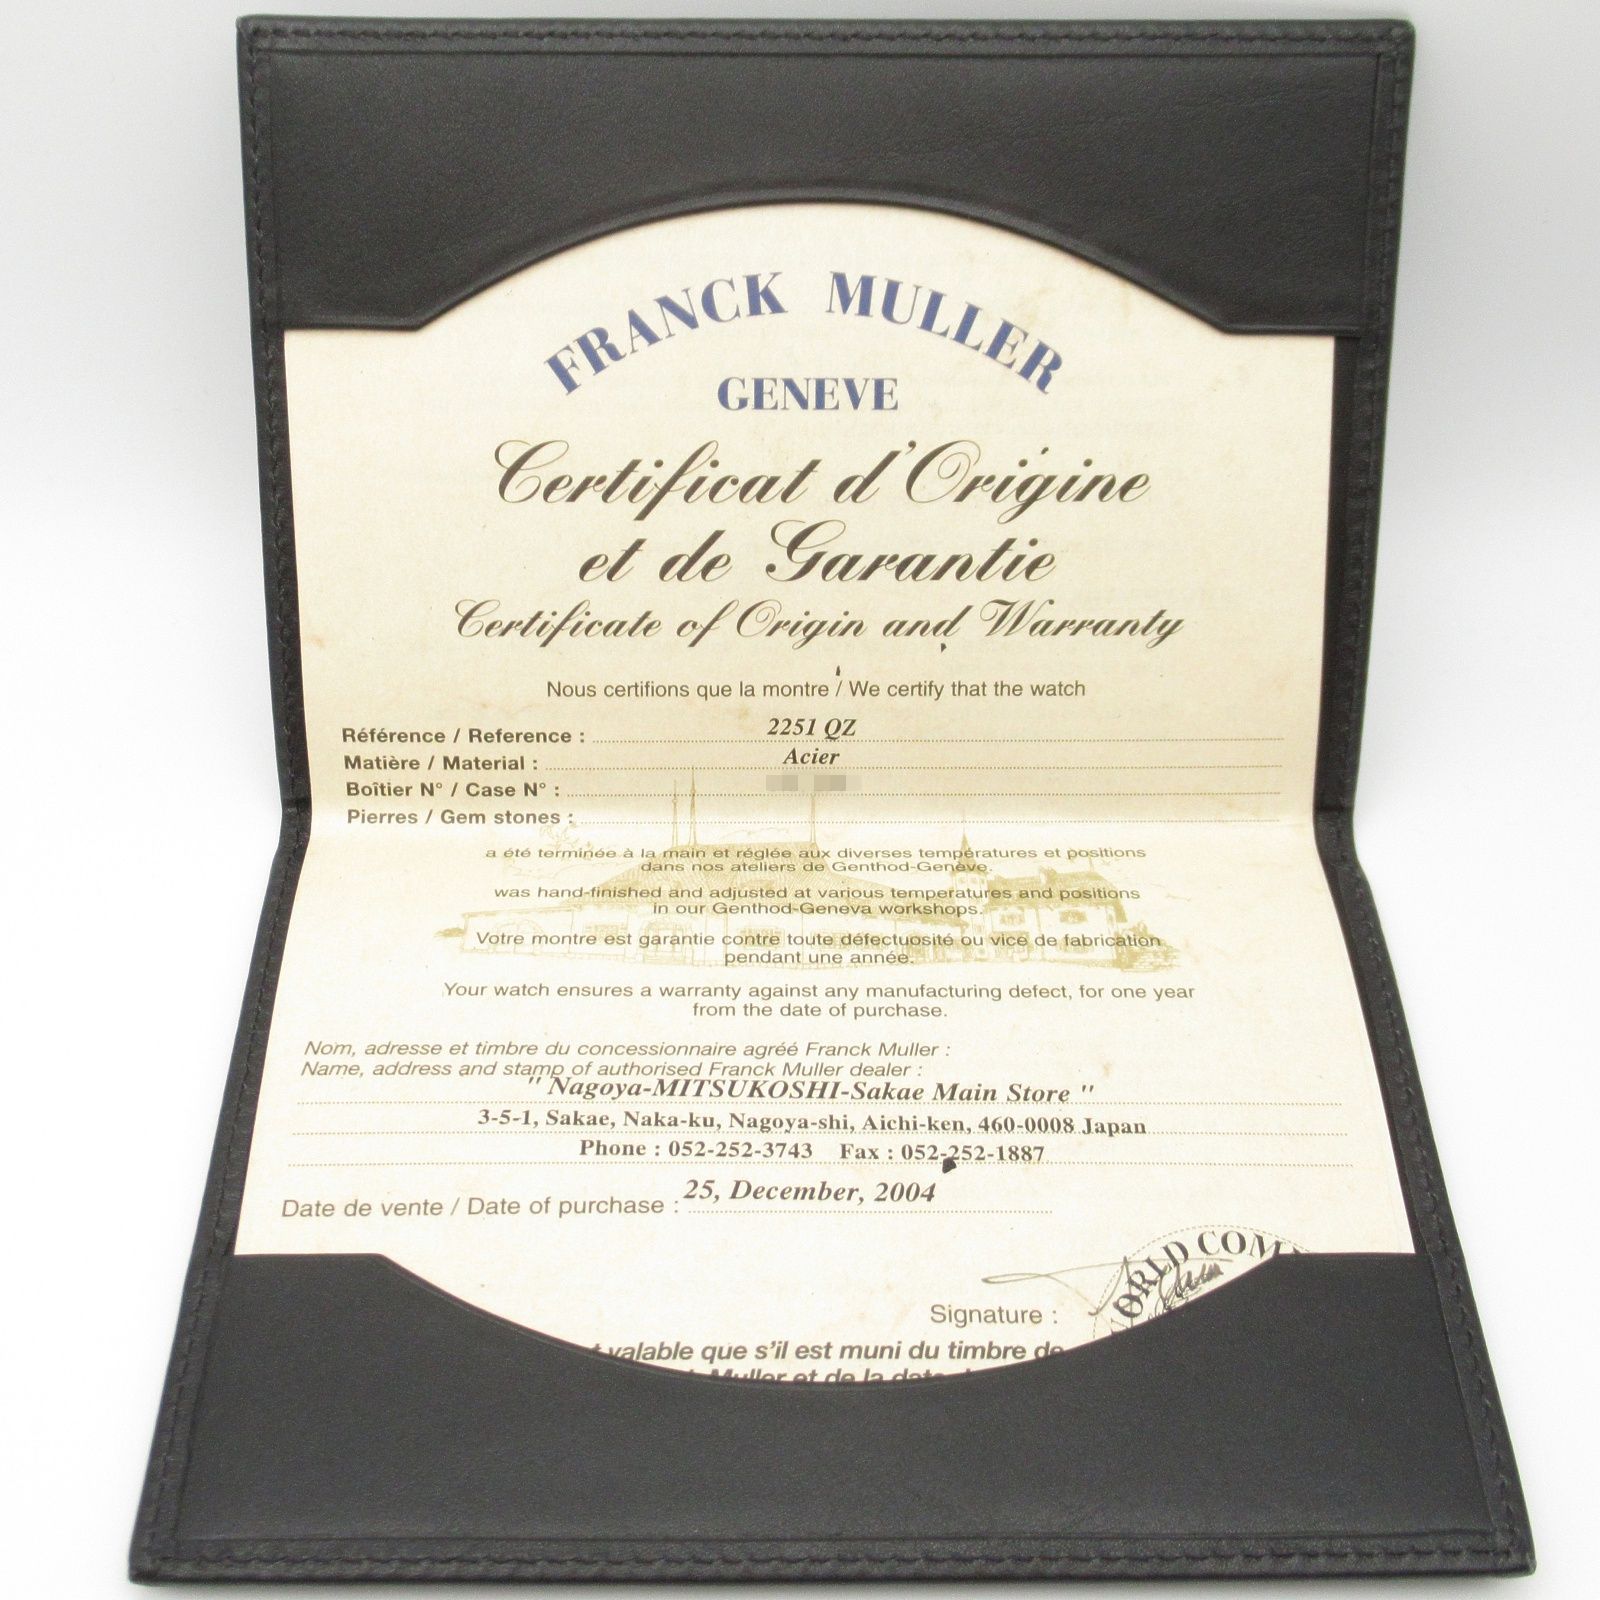 FRANCK MULLER
GENEVE
Certificat d'Origine
et de Garantie
Certificate of Origin and Warranty
Nous certifions que la montre / We certify that the watch
Référence / Reference : 2251 QZ
Matière / Material : Acier
Boîtier N° / Case N° :
Pierres / Gem stones :
a été terminée à la main et réglée aux diverses températures et positions
dans nos ateliers de Genthod-Genève.
was hand-finished and adjusted at various temperatures and positions
in our Genthod-Geneva workshops.
Votre montre est garantie contre toute défectuosité ou vice de fabrication
pendant une année.
Your watch ensures a warranty against any manufacturing defect, for one year
from the date of purchase.
Nom, adresse et timbre du concessionnaire agréé Franck Muller :
Name, address and stamp of authorised Franck Muller dealer :
" Nagoya-MITSUKOSHI-Sakae Main Store "
3-5-1, Sakae, Naka-ku, Nagoya-shi, Aichi-ken, 460-0008 Japan
Phone : 052-252-3743 Fax : 052-252-1887
Date de vente / Date of purchase : 25, December, 2004
WORLD COM
Signature :
valable que s'il est muni du timbre de
Muller et de la date